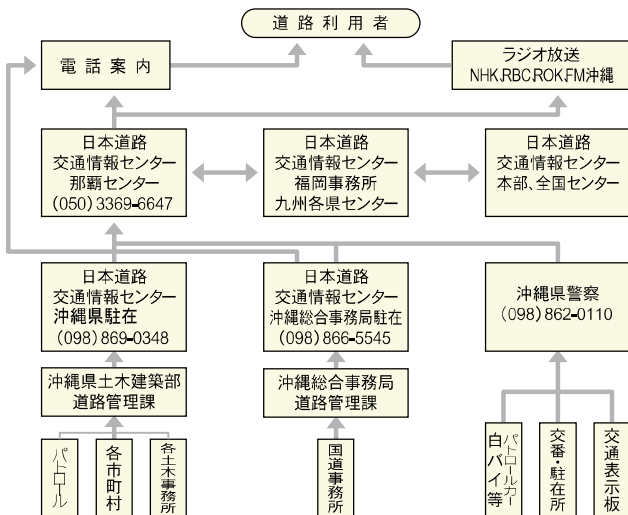 道路利用者
電話案内
ラジオ放送
NHK,RBC,ROK,FM沖縄
日本道路
交通情報センター
那覇センター
(050)3369-6647
日本道路
交通情報センター
福岡事務所
九州各県センター
日本道路
交通情報センター
本部、全国センター
日本道路
交通情報センター
沖縄県駐在
(098)869-0348
日本道路
交通情報センター
沖縄総合事務局駐在
(098)866-5545
沖縄県警察
(098)862-0110
沖縄県土木建築部
道路管理課
沖縄総合事務局
道路管理課
パトロール
各市町村
各土木事務所
国道事務所
パトロールカー
白バイ等
交番・駐在所
交通表示板